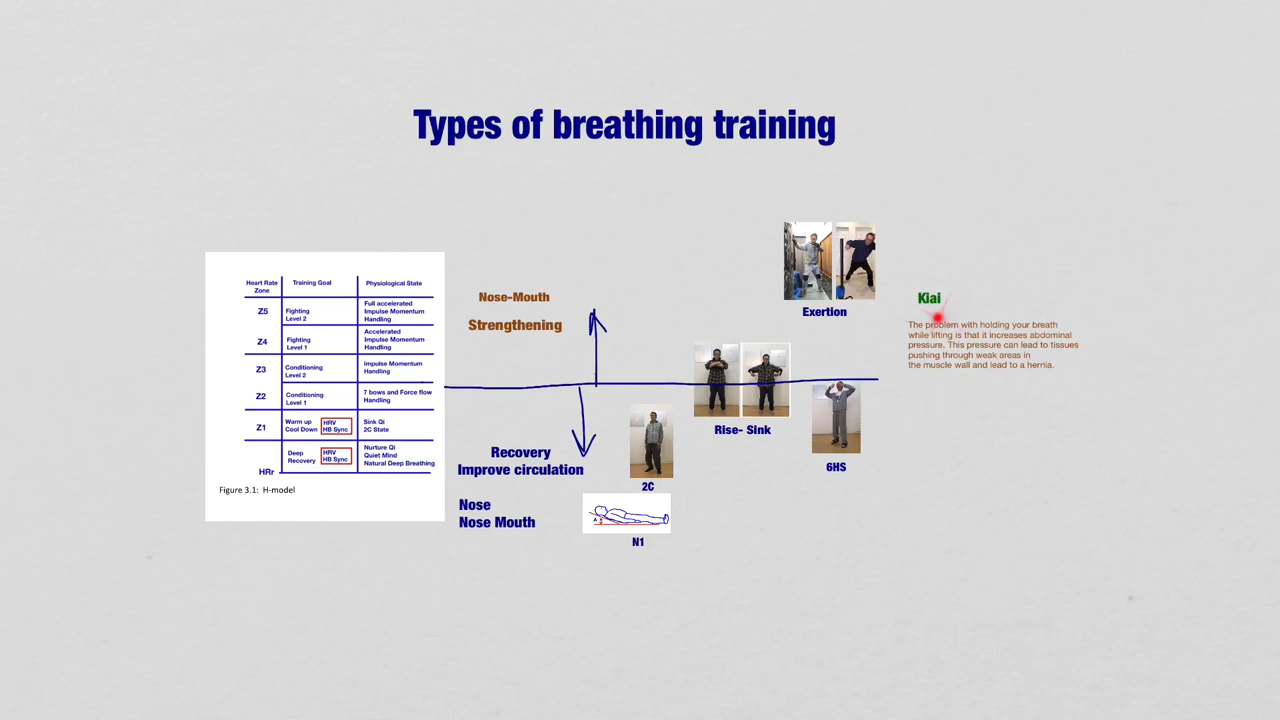 Types of breathing training
Heart Rate
Zone
Training Goal
Physiological State
Z5
Fighting
Level 2
Full accelerated
Impulse Momentum
Handling
Z4
Fighting
Level 1
Accelerated
Impulse Momentum
Handling
Z3
Conditioning
Level 2
Impulse Momentum
Handling
Z2
Conditioning
Level 1
7 bows and Force flow
Handling
Z1
Warm up
Cool Down
HRV
HB Sync
Sink Qi
2C State
HRr
Deep
Recovery
HRV
HB Sync
Nurture Qi
Quiet Mind
Natural Deep Breathing
Figure 3.1: H-model
Nose-Mouth
Strengthening
Recovery
Improve circulation
Nose
Nose Mouth
2C
A
N1
Rise- Sink
Exertion
6HS
Kiai
The problem with holding your breath
while lifting is that it increases abdominal
pressure. This pressure can lead to tissues
pushing through weak areas in
the muscle wall and lead to a hernia.